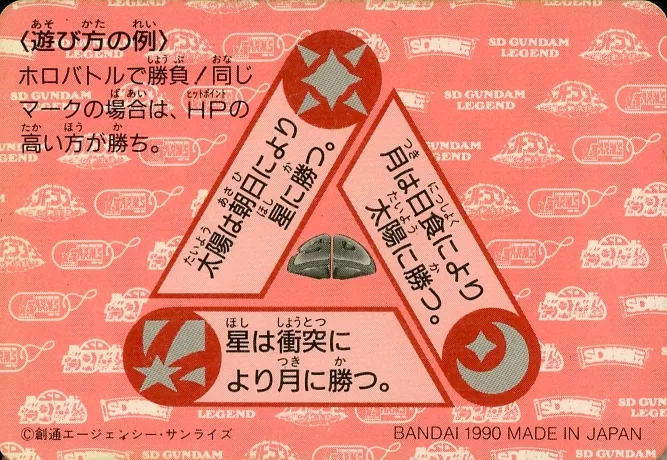 〈遊び方の例〉
ホロバトルで勝負!同じ
マークの場合は、HPの
高い方が勝ち。
太陽は朝日により
星に勝つ。
月は日食により
太陽に勝つ。
星は衝突に
より月に勝つ。
SD GUNDAM
LEGEND
©創通エージェンシー・サンライズ
BANDAI 1990 MADE IN JAPAN